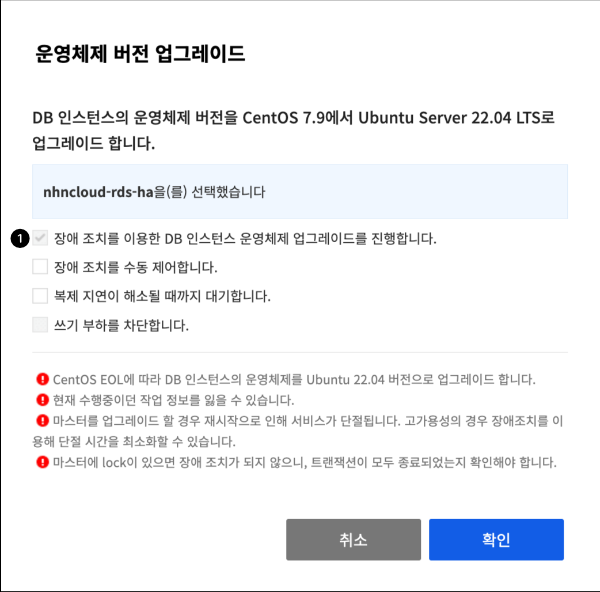 운영체제 버전 업그레이드
DB 인스턴스의 운영체제 버전을 CentOS 7.9에서 Ubuntu Server 22.04 LTS로
업그레이드 합니다.
nhncloud-rds-ha을(를) 선택했습니다
1 장애 조치를 이용한 DB 인스턴스 운영체제 업그레이드를 진행합니다.
장애 조치를 수동 제어합니다.
복제 지연이 해소될 때까지 대기합니다.
쓰기 부하를 차단합니다.
CentOS EOL에 따라 DB 인스턴스의 운영체제를 Ubuntu 22.04 버전으로 업그레이드 합니다.
현재 수행중이던 작업 정보를 잃을 수 있습니다.
마스터를 업그레이드 할 경우 재시작으로 인해 서비스가 단절됩니다. 고가용성의 경우 장애조치를 이
용해 단절 시간을 최소화할 수 있습니다.
마스터에 lock이 있으면 장애 조치가 되지 않으니, 트랜잭션이 모두 종료되었는지 확인해야 합니다.
취소 확인